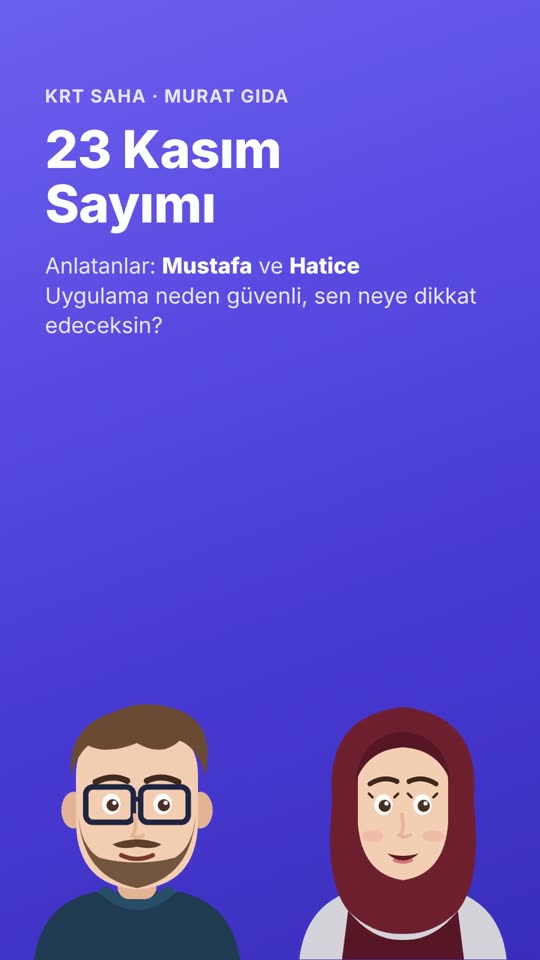 KRT SAHA · MURAT GIDA
23 Kasım
Sayımı
Anlatanlar: Mustafa ve Hatice
Uygulama neden güvenli, sen neye dikkat
edeceksin?